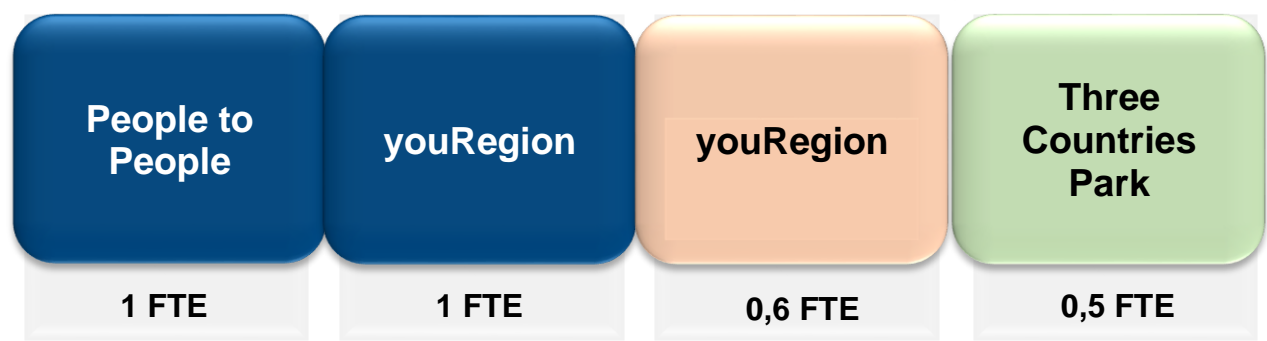 People to
People
youRegion
youRegion
Three
Countries
Park
1 FTE
1 FTE
0,6 FTE
0,5 FTE